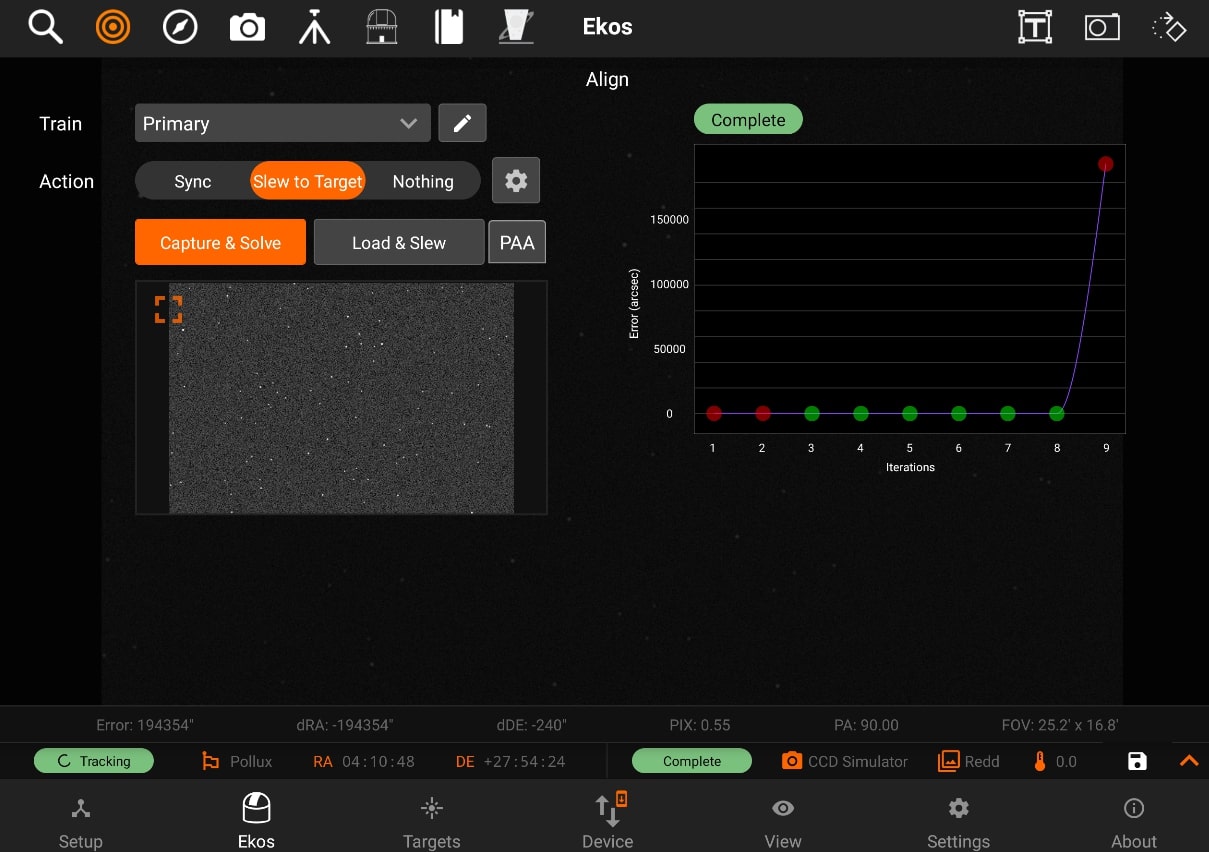 Ekos
Align
Train
Primary
Complete
Action
Sync
Slew to Target
Nothing
Capture & Solve
Load & Slew
PAA
Error (arcsec)
150000
100000
50000
0
1 2 3 4 5 6 7 8 9
Iterations
Error: 194354" dRA: -194354" dDE: -240" PIX: 0.55 PA: 90.00 FOV: 25.2' x 16.8'
Tracking Pollux RA 04:10:48 DE +27:54:24 Complete CCD Simulator Redd 0.0
Setup Ekos Targets Device View Settings About